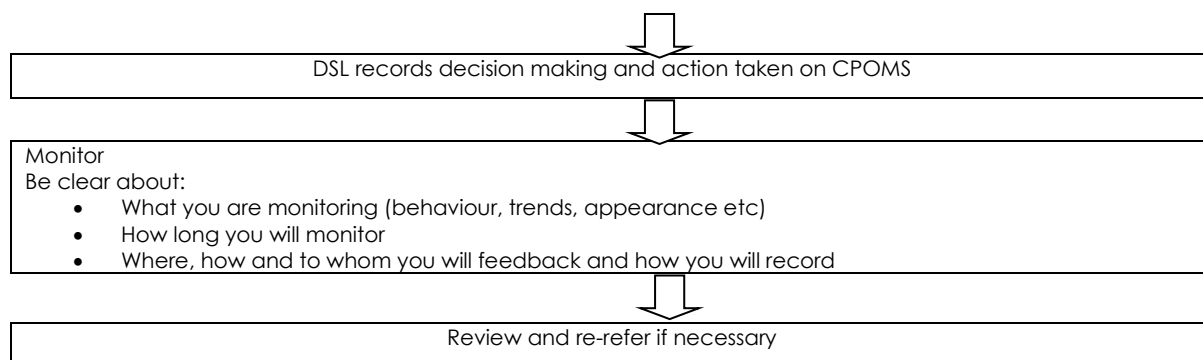 DSL records decision making and action taken on CPOMS
Monitor
Be clear about:
• What you are monitoring (behaviour, trends, appearance etc)
• How long you will monitor
• Where, how and to whom you will feedback and how you will record
Review and re-refer if necessary